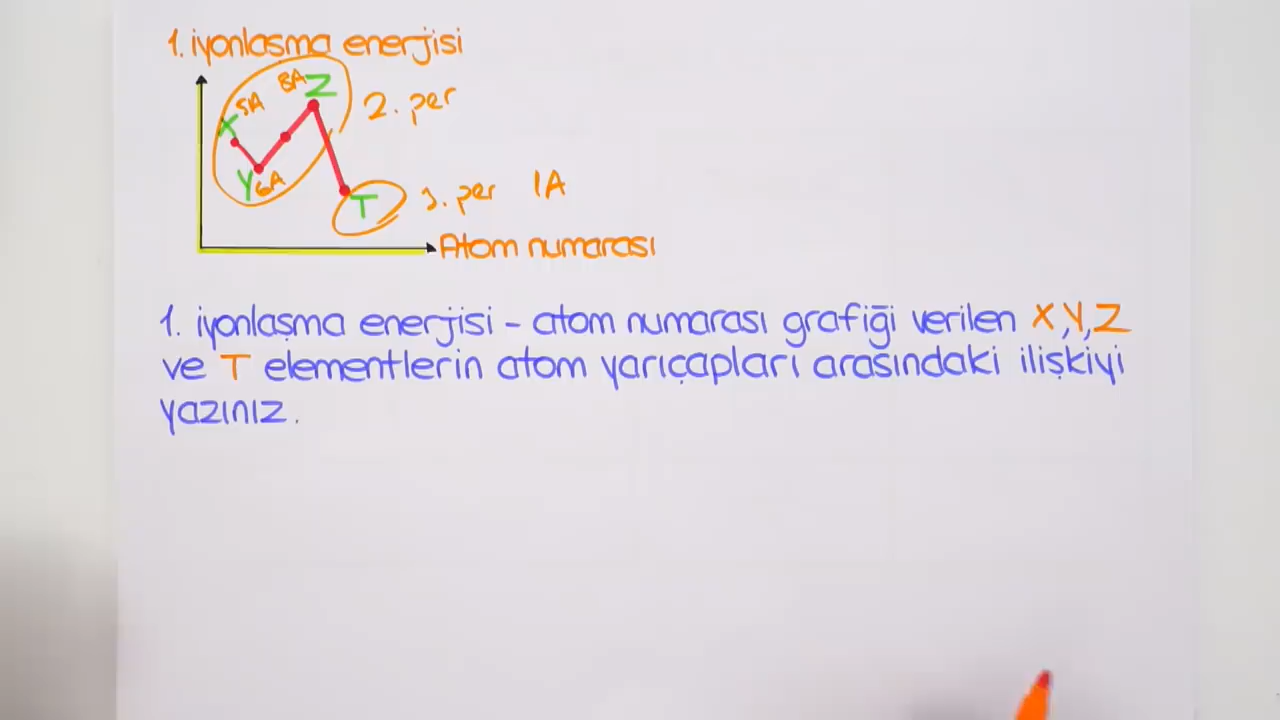 1. iyonlaşma enerjisi
5A 8A Z
X
2. per
Y 6A
T
3. per 1A
Atom numarası
1. iyonlaşma enerjisi - atom numarası grafiği verilen X, Y, Z
ve T elementlerin atom yarıçapları arasındaki ilişkiyi
yazınız.